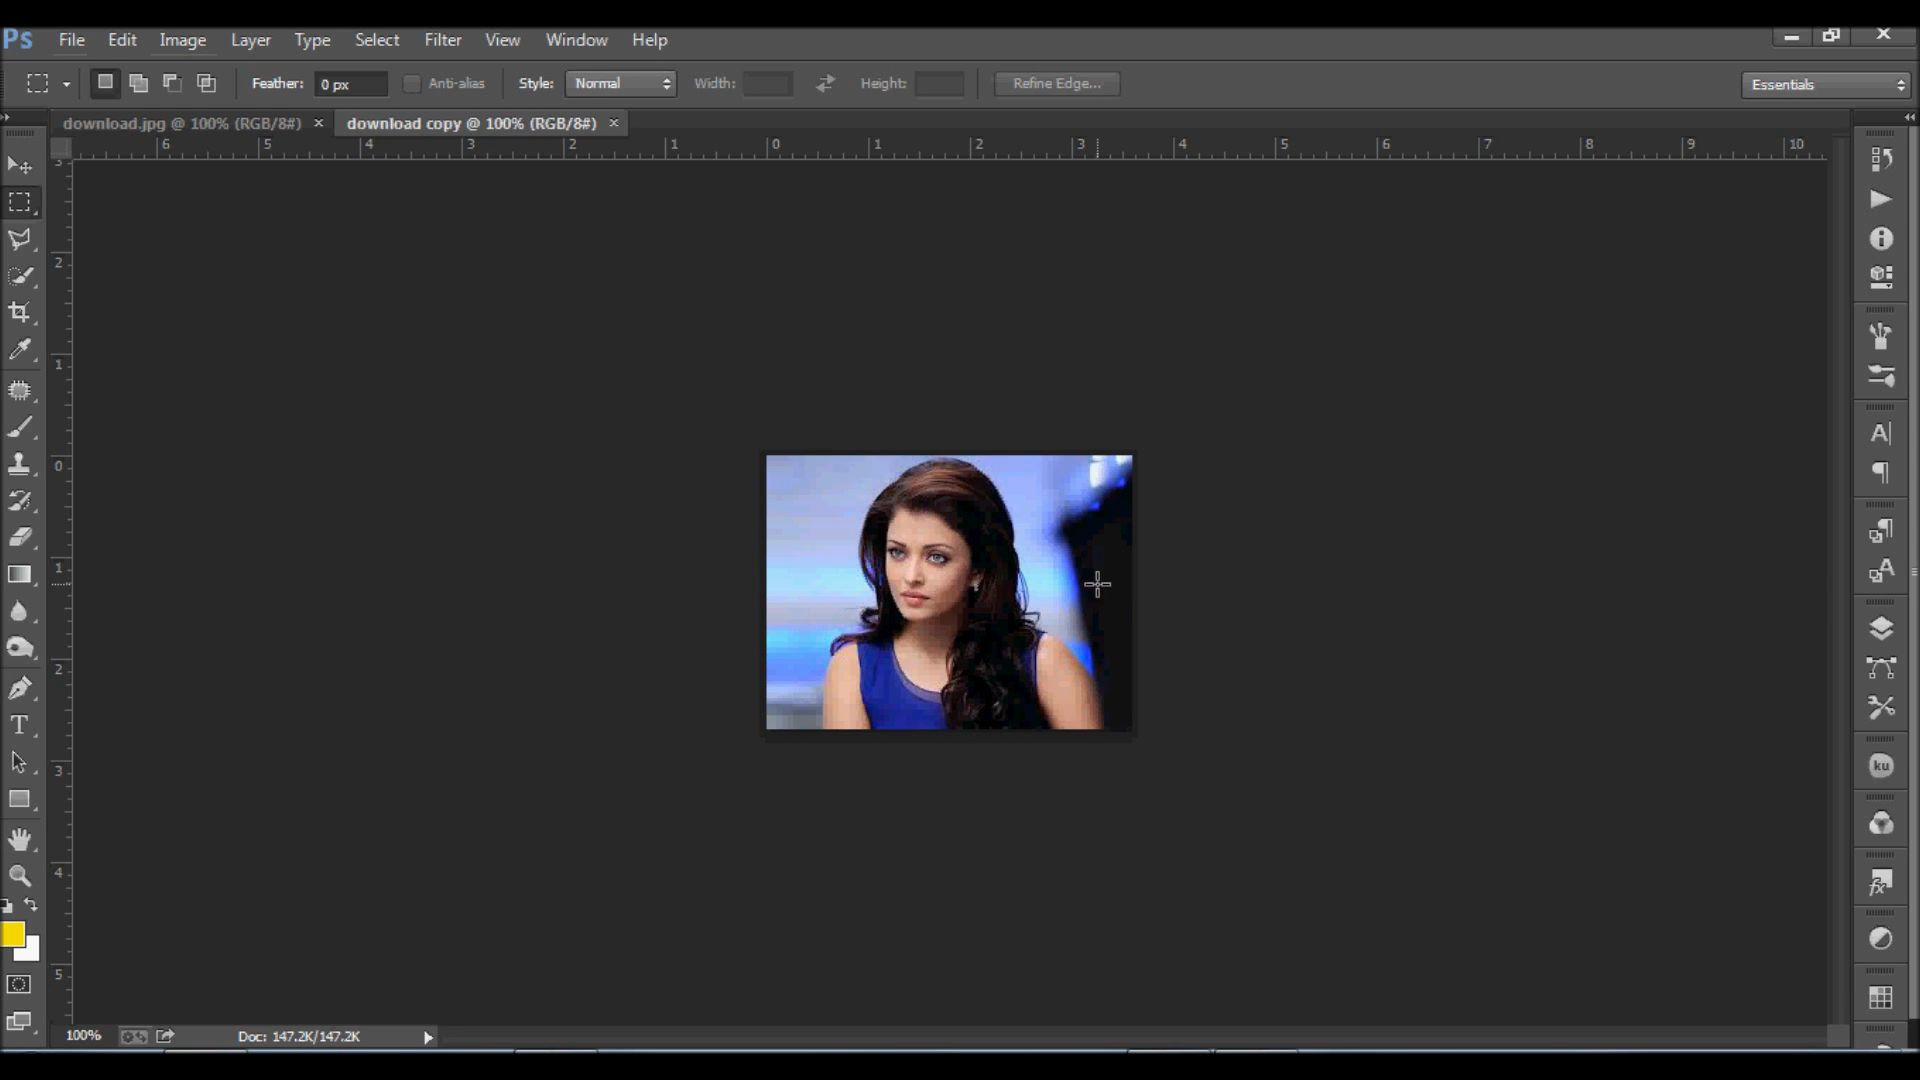 Ps File Edit Image Layer Type Select Filter View Window Help
Feather: 0 px Anti-alias Style: Normal Width: Height: Refine Edge... Essentials
download.jpg @ 100% (RGB/8#) × download copy @ 100% (RGB/8#) ×
6 5 4 3 2 1 0 1 2 3 4 5 6 7 8 9 10
3
2
1
0
1
2
3
4
5
A|
T
ku
fx
100% Doc: 147.2K/147.2K